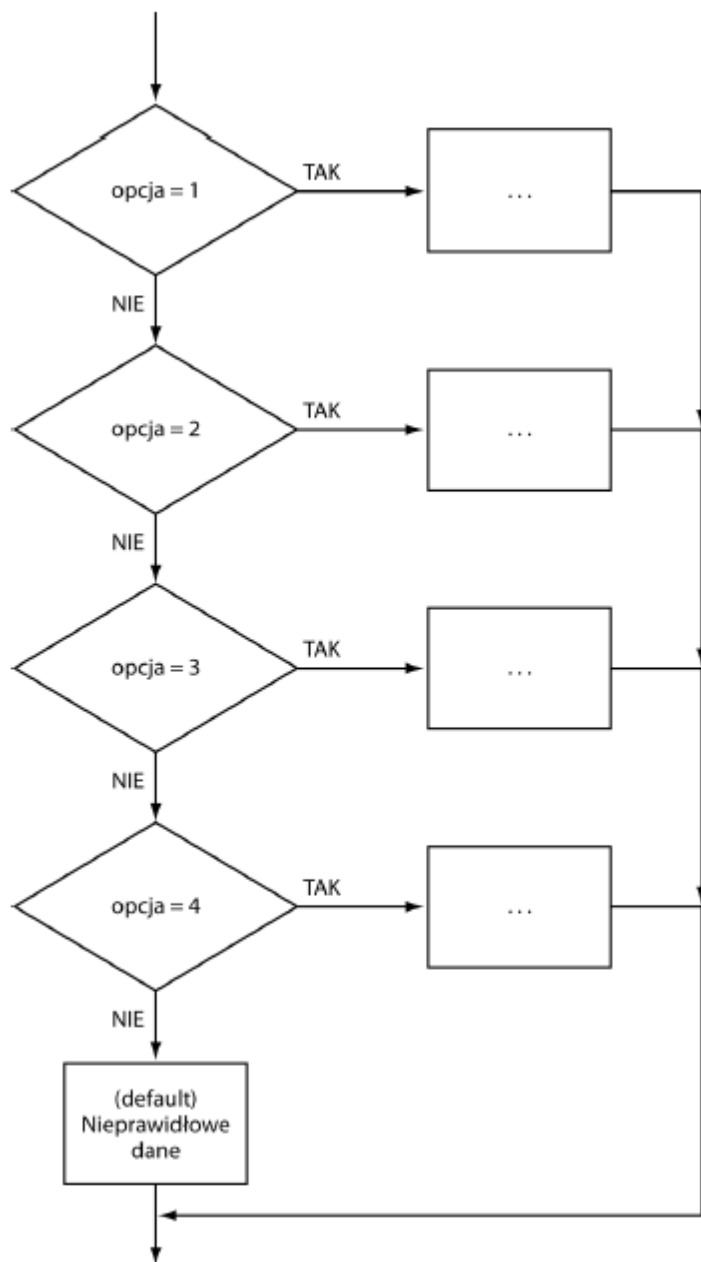 opcja = 1
TAK
...
NIE
opcja = 2
TAK
...
NIE
opcja = 3
TAK
...
NIE
opcja = 4
TAK
...
NIE
(default)
Nieprawidłowe
dane